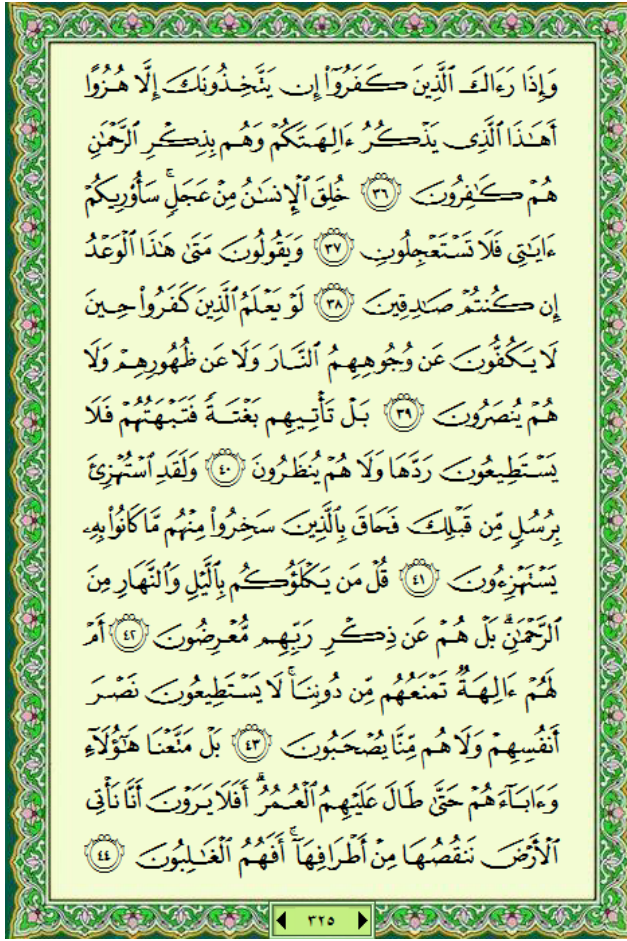 وَإِذَا رَءَاكَ ٱلَّذِينَ كَفَرُوٓا۟ إِن يَتَّخِذُونَكَ إِلَّا هُزُوًا
أَهَـٰذَا ٱلَّذِى يَذْكُرُ ءَالِهَتَكُمْ وَهُم بِذِكْرِ ٱلرَّحْمَـٰنِ
هُمْ كَـٰفِرُونَ ٣٦ خُلِقَ ٱلْإِنسَـٰنُ مِنْ عَجَلٍۚ سَأُو۟رِيكُمْ
ءَايَـٰتِى فَلَا تَسْتَعْجِلُونِ ٣٧ وَيَقُولُونَ مَتَىٰ هَـٰذَا ٱلْوَعْدُ
إِن كُنتُمْ صَـٰدِقِينَ ٣٨ لَوْ يَعْلَمُ ٱلَّذِينَ كَفَرُوا۟ حِينَ
لَا يَكُفُّونَ عَن وُجُوهِهِمُ ٱلنَّارَ وَلَا عَن ظُهُورِهِمْ وَلَا
هُمْ يُنصَرُونَ ٣٩ بَلْ تَأْتِيهِم بَغْتَةً فَتَبْهَتُهُمْ فَلَا
يَسْتَطِيعُونَ رَدَّهَا وَلَا هُمْ يُنظَرُونَ ٤٠ وَلَقَدِ ٱسْتُهْزِئَ
بِرُسُلٍ مِّن قَبْلِكَ فَحَاقَ بِٱلَّذِينَ سَخِرُوا۟ مِنْهُم مَّا كَانُوا۟ بِهِۦ
يَسْتَهْزِءُونَ ٤١ قُلْ مَن يَكْلَؤُكُم بِٱلَّيْلِ وَٱلنَّهَارِ مِنَ
ٱلرَّحْمَـٰنِۗ بَلْ هُمْ عَن ذِكْرِ رَبِّهِم مُّعْرِضُونَ ٤٢ أَمْ
لَهُمْ ءَالِهَةٌ تَمْنَعُهُم مِّن دُونِنَاۚ لَا يَسْتَطِيعُونَ نَصْرَ
أَنفُسِهِمْ وَلَا هُم مِّنَّا يُصْحَبُونَ ٤٣ بَلْ مَتَّعْنَا هَـٰٓؤُلَآءِ
وَءَابَآءَهُمْ حَتَّىٰ طَالَ عَلَيْهِمُ ٱلْعُمُرُۗ أَفَلَا يَرَوْنَ أَنَّا نَأْتِى
ٱلْأَرْضَ نَنقُصُهَا مِنْ أَطْرَافِهَآۚ أَفَهُمُ ٱلْغَـٰلِبُونَ ٤٤
٣٢٥